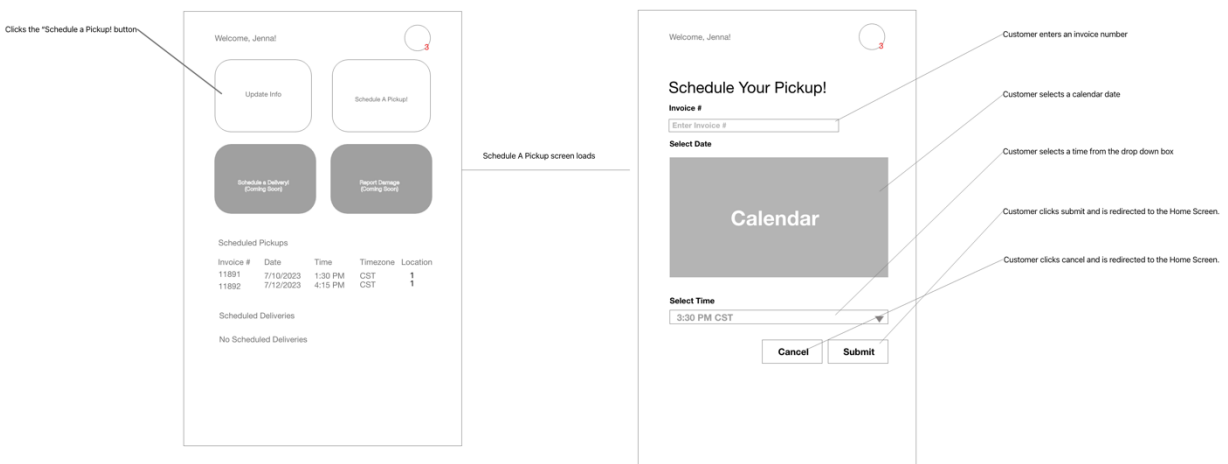 Clicks the "Schedule a Pickup! button
Welcome, Jenna!
3
Update Info
Schedule A Pickup!
Schedule a Delivery!
(Coming Soon)
Report Damage
(Coming Soon)
Scheduled Pickups
Invoice # Date Time Timezone Location
11891 7/10/2023 1:30 PM CST 1
11892 7/12/2023 4:15 PM CST 1
Scheduled Deliveries
No Scheduled Deliveries
Schedule A Pickup screen loads
Welcome, Jenna!
3
Schedule Your Pickup!
Invoice #
Enter Invoice #
Select Date
Calendar
Select Time
3:30 PM CST
Cancel Submit
Customer enters an invoice number
Customer selects a calendar date
Customer selects a time from the drop down box
Customer clicks submit and is redirected to the Home Screen.
Customer clicks cancel and is redirected to the Home Screen.